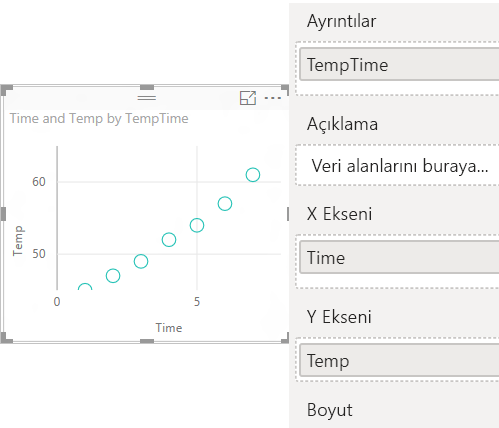 Time and Temp by TempTime
60
50
Temp
0
5
Time
Ayrıntılar
TempTime
Açıklama
Veri alanlarını buraya...
X Ekseni
Time
Y Ekseni
Temp
Boyut